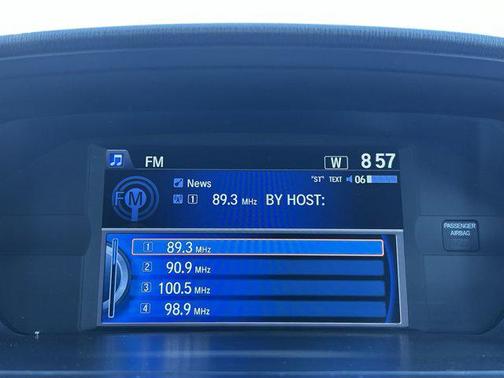 FM W 8 57
News "ST" TEXT 06
FM 1 89.3 MHz BY HOST:
1 89.3 MHz
2 90.9 MHz
3 100.5 MHz
4 98.9 MHz
PASSENGER
AIRBAG